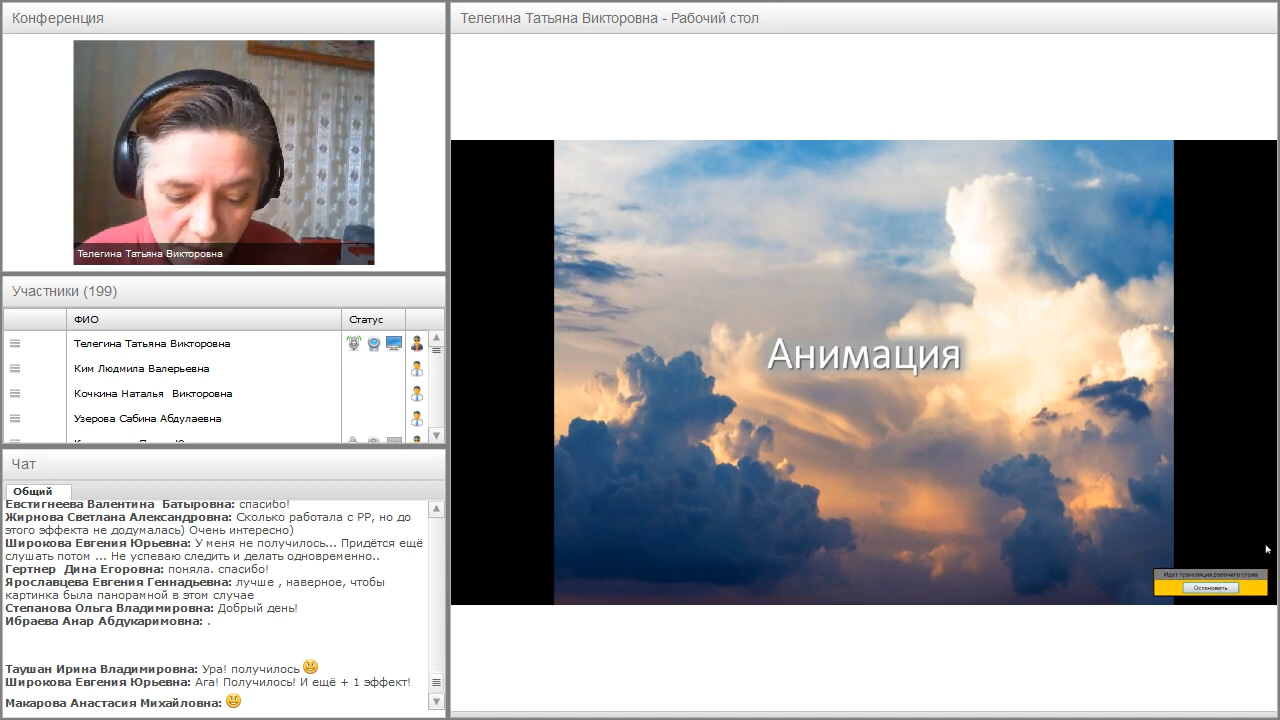 Конференция
Телегина Татьяна Викторовна
Участники (199)
ФИО
Статус
Телегина Татьяна Викторовна
Ким Людмила Валерьевна
Кочкина Наталья  Викторовна
Узерова Сабина Абдулаевна
Чат
Общий
Евстигнеева Валентина  Батыровна: спасибо!
Жирнова Светлана Александровна: Сколько работала с PP, но до
этого эффекта не додумалась) Очень интересно)
Широкова Евгения Юрьевна: У меня не получилось... Придётся ещё
слушать потом ... Не успеваю следить и делать одновременно..
Гертнер  Дина Егоровна: поняла. спасибо!
Ярославцева Евгения Геннадьевна: лучше , наверное, чтобы
картинка была панорамной в этом случае
Степанова Ольга Владимировна: Добрый день!
Ибраева Анар Абдукаримовна: .
Таушан Ирина Владимировна: Ура! получилось
Широкова Евгения Юрьевна: Ага! Получилось! И ещё + 1 эффект!
Макарова Анастасия Михайловна:
Телегина Татьяна Викторовна - Рабочий стол
Анимация
Идет трансляция рабочего стола
Остановить